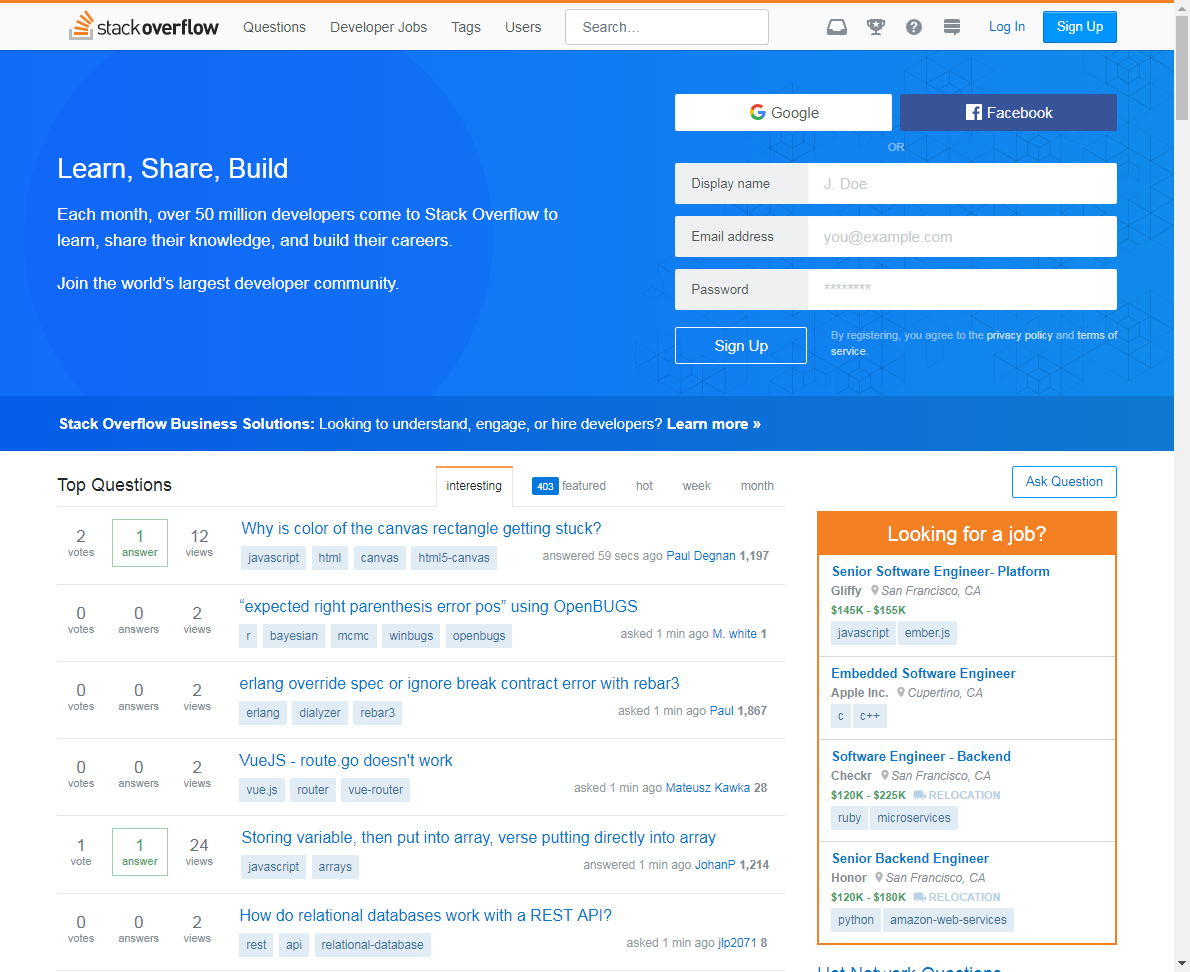 stackoverflow Questions Developer Jobs Tags Users Search... Log In Sign Up
Google Facebook
OR
Learn, Share, Build
Each month, over 50 million developers come to Stack Overflow to
learn, share their knowledge, and build their careers.
Join the world's largest developer community.
Display name J. Doe
Email address you@example.com
Password ********
Sign Up By registering, you agree to the privacy policy and terms of
service.
Stack Overflow Business Solutions: Looking to understand, engage, or hire developers? Learn more »
Top Questions interesting 403 featured hot week month
2 votes 1 answer 12 views
Why is color of the canvas rectangle getting stuck?
javascript html canvas html5-canvas answered 59 secs ago Paul Degnan 1,197
0 votes 0 answers 2 views
“expected right parenthesis error pos” using OpenBUGS
r bayesian mcmc winbugs openbugs asked 1 min ago M. white 1
0 votes 0 answers 2 views
erlang override spec or ignore break contract error with rebar3
erlang dialyzer rebar3 asked 1 min ago Paul 1,867
0 votes 0 answers 2 views
VueJS - route.go doesn't work
vue.js router vue-router asked 1 min ago Mateusz Kawka 28
1 vote 1 answer 24 views
Storing variable, then put into array, verse putting directly into array
javascript arrays answered 1 min ago JohanP 1,214
0 votes 0 answers 2 views
How do relational databases work with a REST API?
rest api relational-database asked 1 min ago jlp2071 8
Ask Question
Looking for a job?
Senior Software Engineer- Platform
Gliffy San Francisco, CA
$145K - $155K
javascript ember.js
Embedded Software Engineer
Apple Inc. Cupertino, CA
c c++
Software Engineer - Backend
Checkr San Francisco, CA
$120K - $225K RELOCATION
ruby microservices
Senior Backend Engineer
Honor San Francisco, CA
$120K - $180K RELOCATION
python amazon-web-services
Hot Network Questions